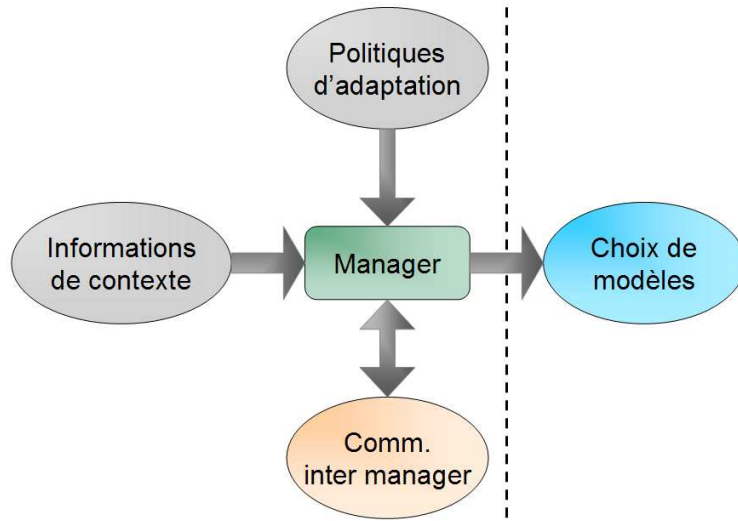 Politiques
d’adaptation
Informations
de contexte
Manager
Choix de
modèles
Comm.
inter manager